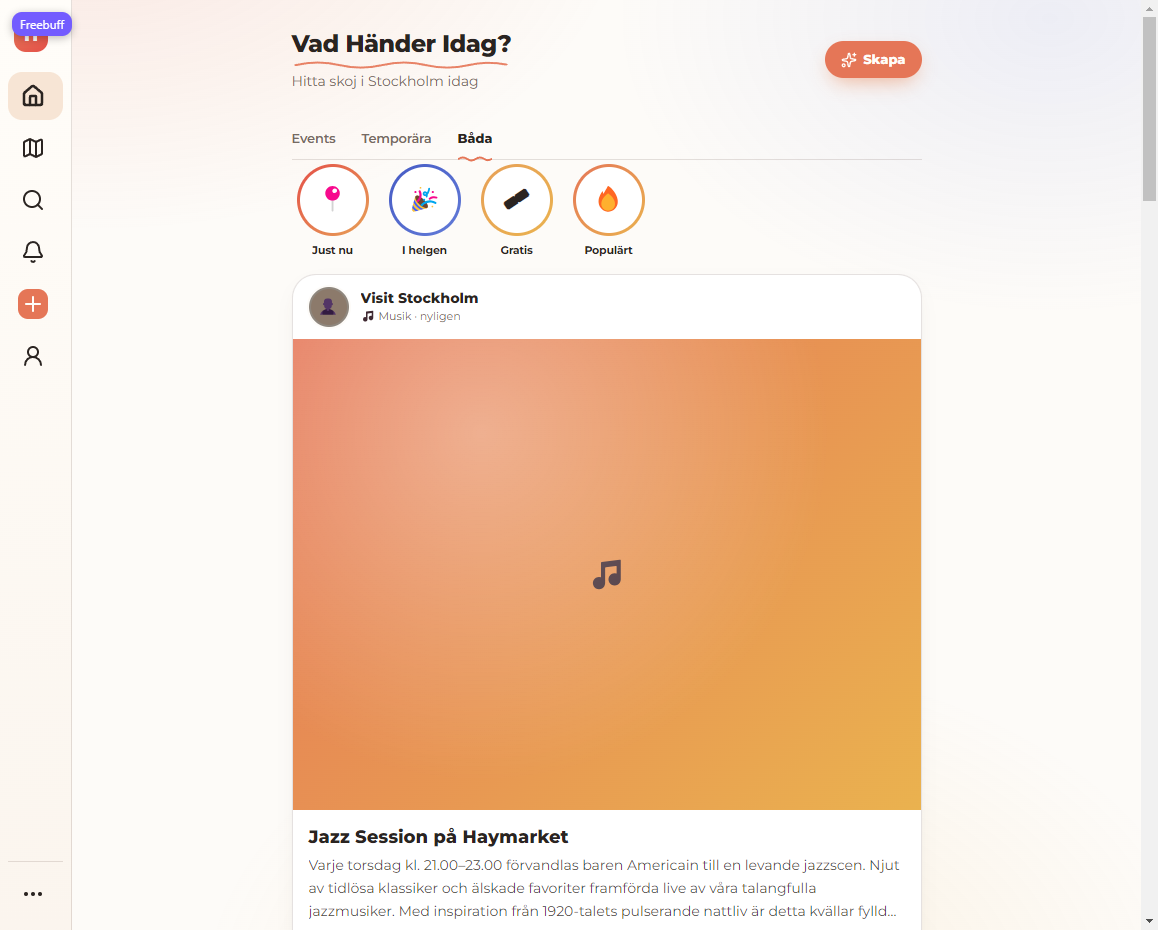 Freebuff
Vad Händer Idag?
Hitta skoj i Stockholm idag
Skapa
Events
Temporära
Båda
Just nu
I helgen
Gratis
Populärt
Visit Stockholm
Musik · nyligen
Jazz Session på Haymarket
Varje torsdag kl. 21.00–23.00 förvandlas baren Americain till en levande jazzscen. Njut
av tidlösa klassiker och älskade favoriter framförda live av våra talangfulla
jazzmusiker. Med inspiration från 1920-talets pulserande nattliv är detta kvällar fylld...